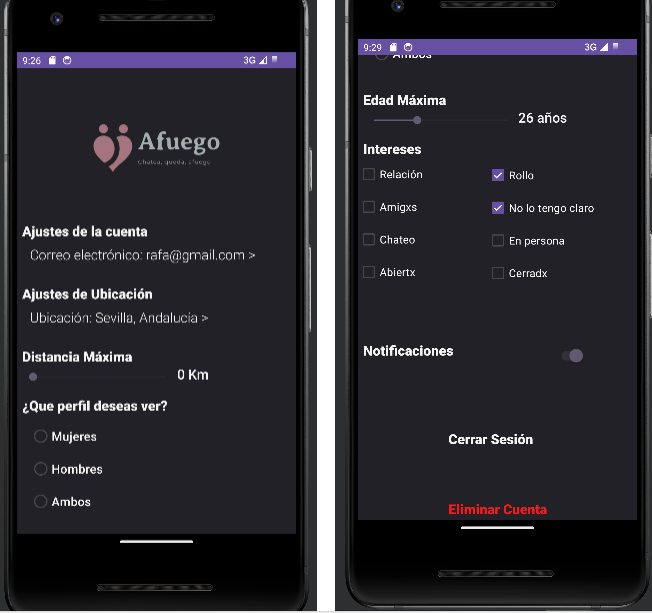 9:26
3G
Afuego
Chatea, queda, afuego
Ajustes de la cuenta
Correo electrónico: rafa@gmail.com >
Ajustes de Ubicación
Ubicación: Sevilla, Andalucía >
Distancia Máxima
0 Km
¿Que perfil deseas ver?
Mujeres
Hombres
Ambos
9:29
3G
Ambos
Edad Máxima
26 años
Intereses
Relación
Rollo
Amigxs
No lo tengo claro
Chateo
En persona
Abiertx
Cerradx
Notificaciones
Cerrar Sesión
Eliminar Cuenta